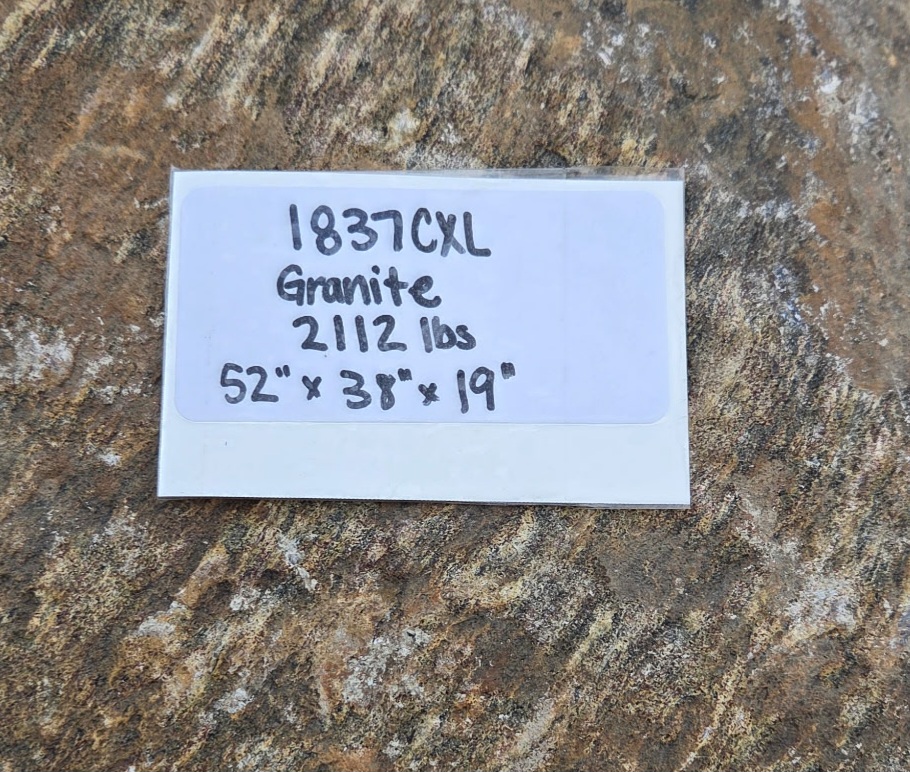 1837CXL
Granite
2112 lbs
52" x 38" x 19"